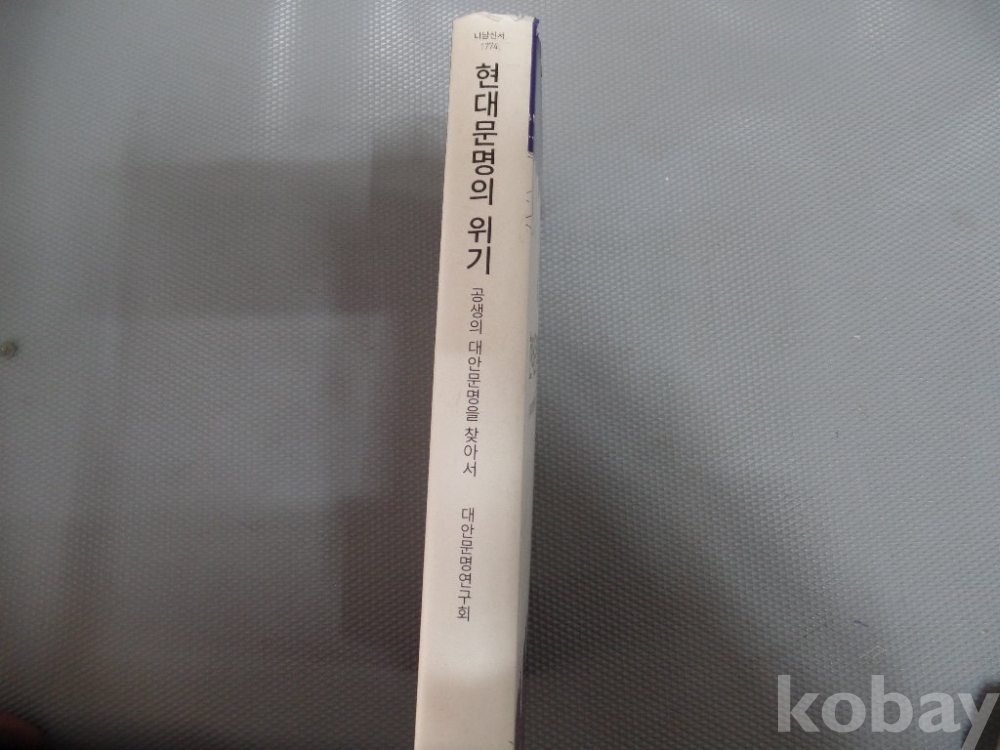 나남신서
1774
현대문명의 위기
공생의 대안문명을 찾아서
대안문명연구회
kobay